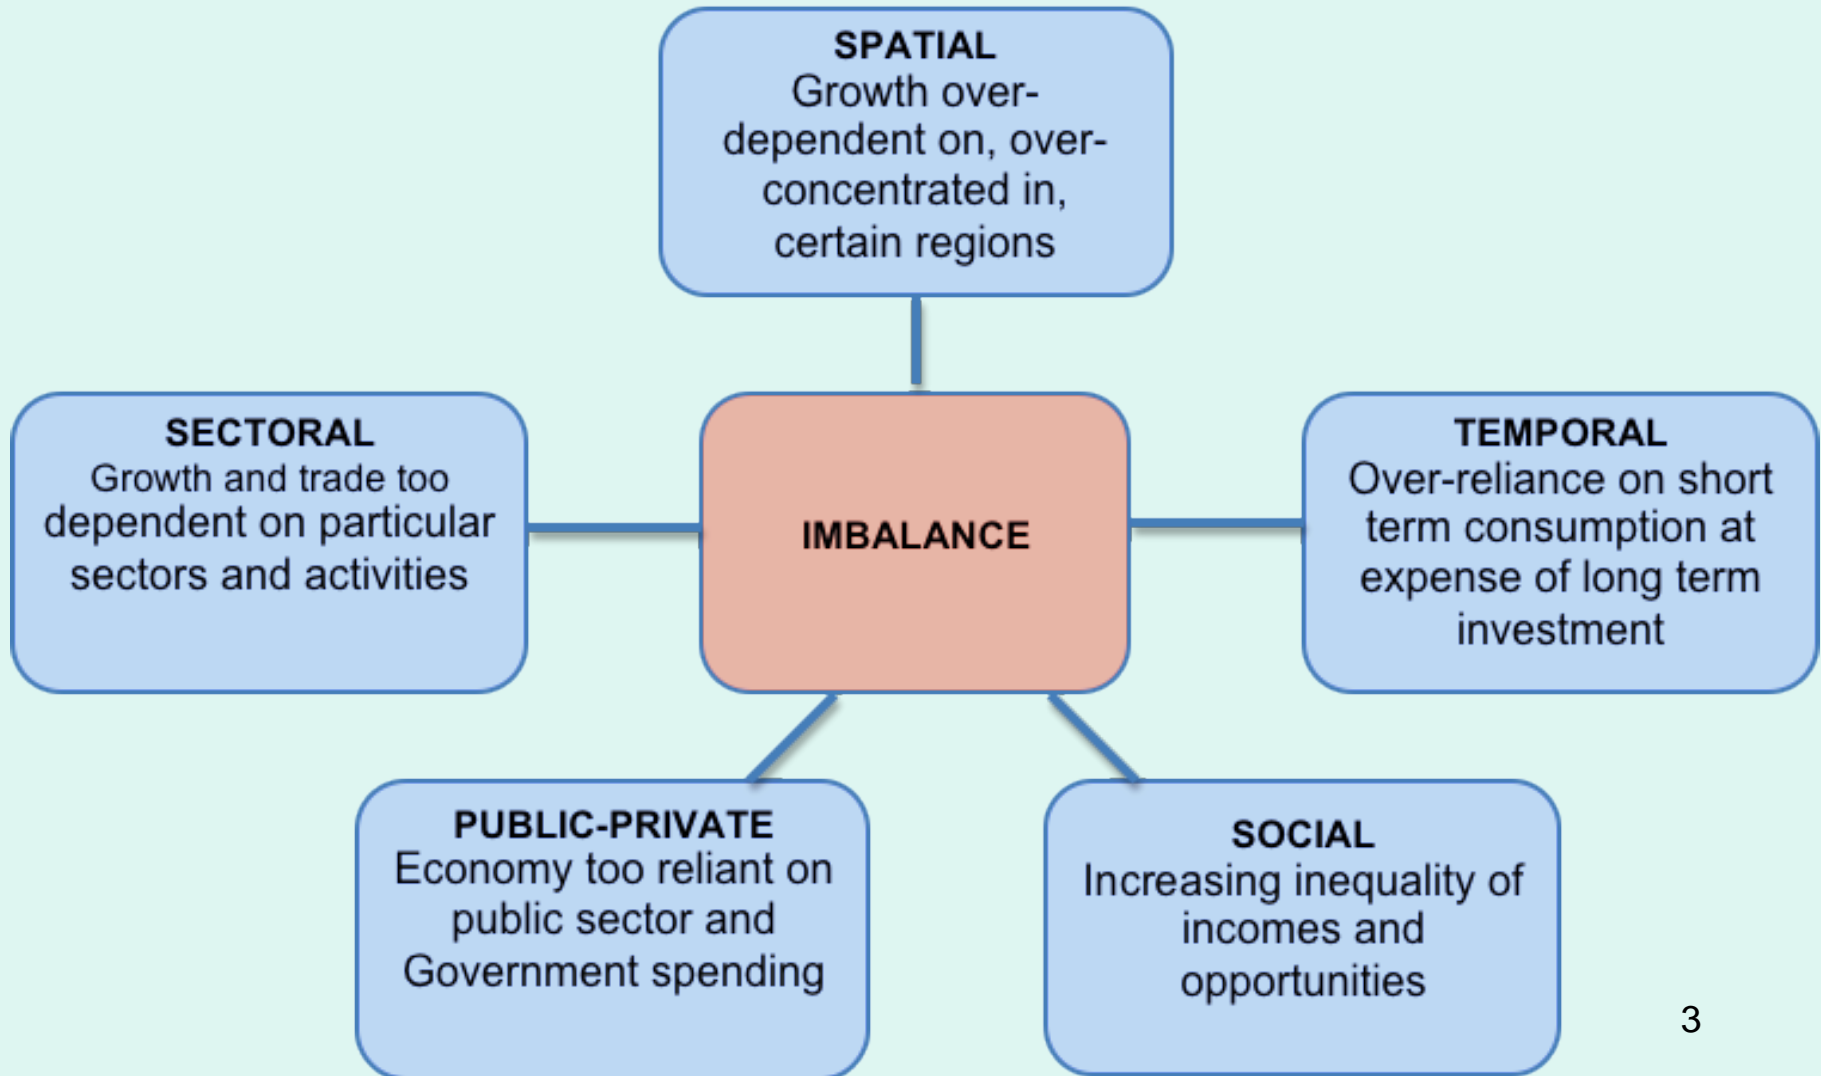 SPATIAL
Growth over-
dependent on, over-
concentrated in,
certain regions
SECTORAL
Growth and trade too
dependent on particular
sectors and activities
IMBALANCE
TEMPORAL
Over-reliance on short
term consumption at
expense of long term
investment
PUBLIC-PRIVATE
Economy too reliant on
public sector and
Government spending
SOCIAL
Increasing inequality of
incomes and
opportunities
3